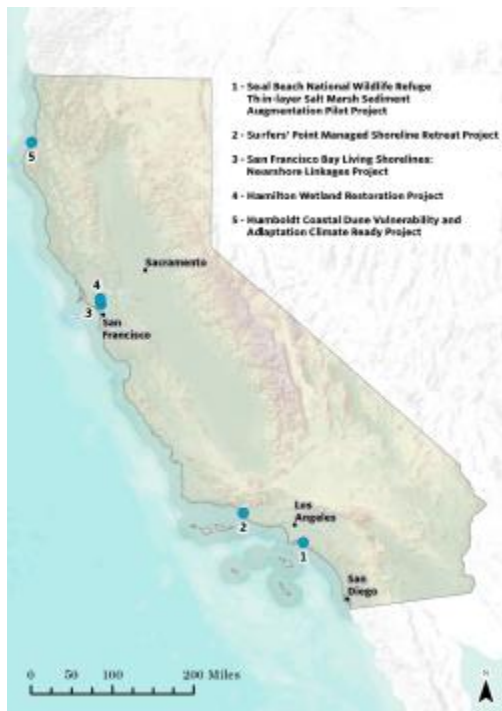 1 - Seal Beach National Wildlife Refuge
Thin-layer Salt Marsh Sediment
Augmentation Pilot Project
2 - Surfers' Point Managed Shoreline Retreat Project
3 - San Francisco Bay Living Shorelines:
Nearshore Linkages Project
4 - Hamilton Wetland Restoration Project
5 - Humboldt Coastal Dune Vulnerability and
Adaptation Climate Ready Project
5
Sacramento
4
3
San
Francisco
2
Los
Angeles
1
San
Diego
0 50 100 200 Miles
N